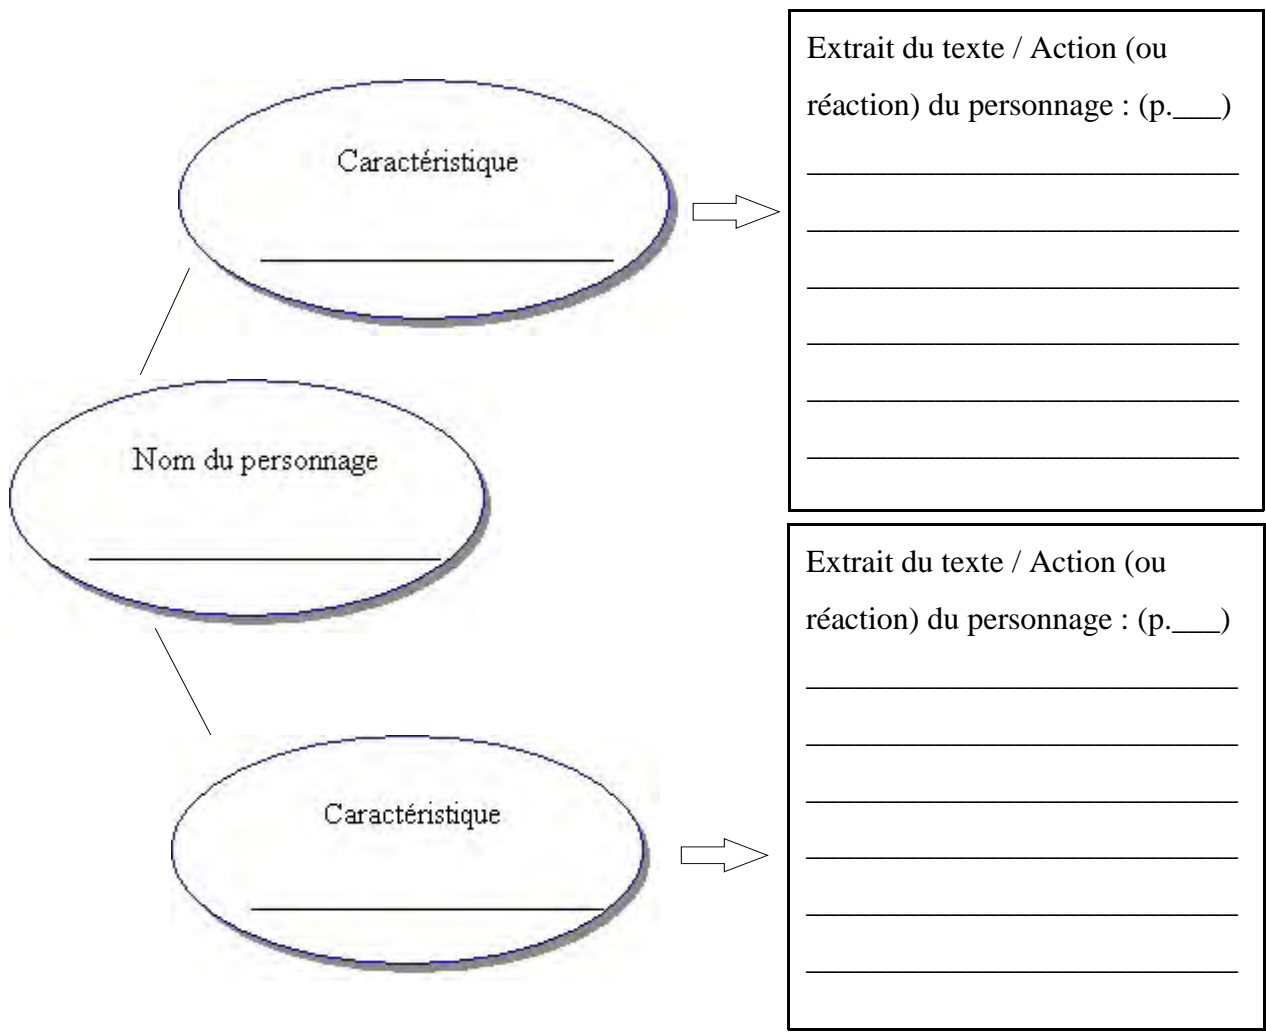 Caractéristique
Extrait du texte / Action (ou
réaction) du personnage : (p.___)
Nom du personnage
Caractéristique
Extrait du texte / Action (ou
réaction) du personnage : (p.___)